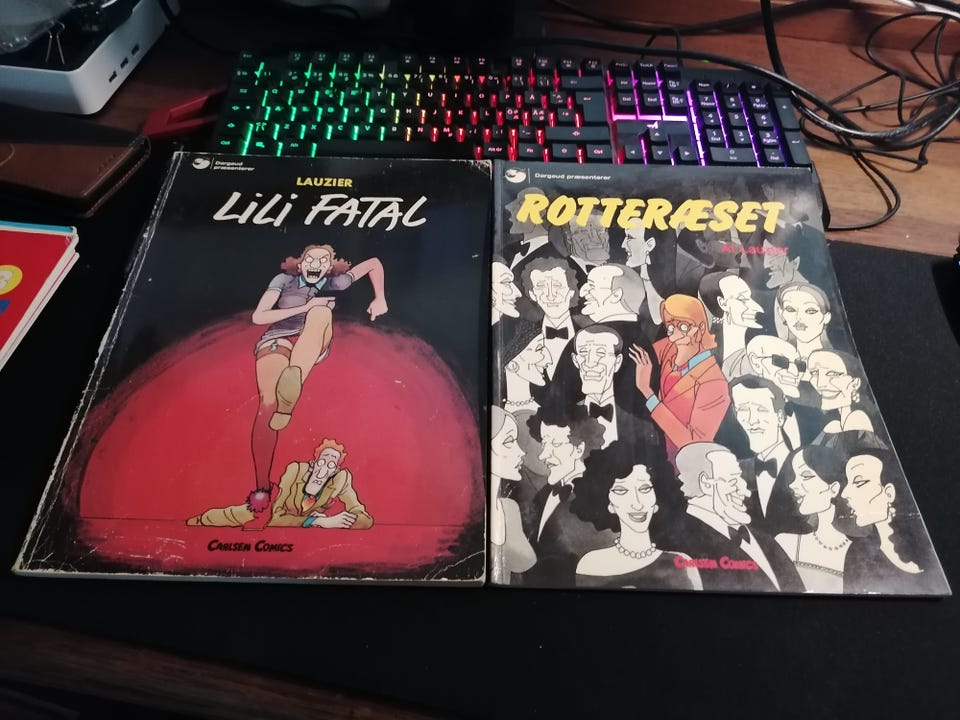 Dargaud
præsenterer
LAUZIER
LILI FATAL
CARLSEN COMICS
Dargaud præsenterer
ROTTERÆSET
Af Lauzier
CARLSEN COMICS